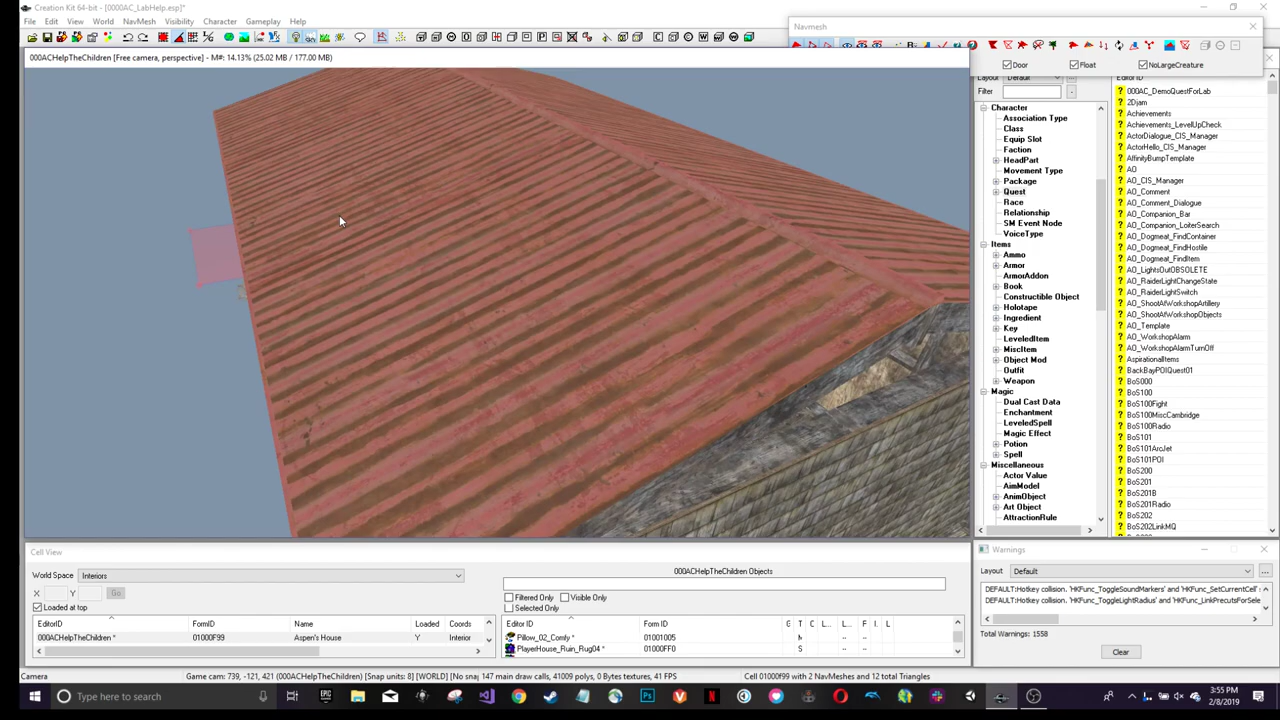 Creation Kit 64-bit - [0000AC_LabHelp.esp*]
File Edit View World NavMesh Visibility Character Gameplay Help
Navmesh
Door Float NoLargeCreature
000ACHelpTheChildren [Free camera, perspective] - M#: 14.13% (25.02 MB / 177.00 MB)
Layout Default
Filter
Character
Association Type
Class
Equip Slot
Faction
HeadPart
Movement Type
Package
Quest
Race
Relationship
SM Event Node
VoiceType
Items
Ammo
Armor
ArmorAddon
Book
Constructible Object
Holotape
Ingredient
Key
LeveledItem
MiscItem
Object Mod
Outfit
Weapon
Magic
Dual Cast Data
Enchantment
LeveledSpell
Magic Effect
Potion
Spell
Miscellaneous
Actor Value
AimModel
AnimObject
Art Object
AttractionRule
Editor ID
000AC_DemoQuestForLab
2Djam
Achievements
Achievements_LevelUpCheck
ActorDialogue_CIS_Manager
ActorHello_CIS_Manager
AffinityBumpTemplate
AO
AO_CIS_Manager
AO_Comment
AO_Comment_Dialogue
AO_Companion_Bar
AO_Companion_LoiterSearch
AO_Dogmeat_FindContainer
AO_Dogmeat_FindHostile
AO_Dogmeat_FindItem
AO_LightsOutOBSOLETE
AO_RaiderLightChangeState
AO_RaiderLightSwitch
AO_ShootAtWorkshopArtillery
AO_ShootAtWorkshopObjects
AO_Template
AO_WorkshopAlarm
AO_WorkshopAlarmTurnOff
AspirationalItems
BackBayPOIQuest01
BoS000
BoS100
BoS100Fight
BoS100MiscCambridge
BoS100Radio
BoS101
BoS101ArcJet
BoS101POI
BoS200
BoS201
BoS201B
BoS201Radio
BoS202
BoS202LinkMQ
Cell View
World Space Interiors
X Y Go
Loaded at top
EditorID FormID Name Loaded Coords
000ACHelpTheChildren * 01000F99 Aspen's House Y Interior
000ACHelpTheChildren Objects
Filtered Only Visible Only
Selected Only
Editor ID Form ID G T C L... L... F L
Pillow_02_Comfy * 01001005 M -- --
PlayerHouse_Ruin_Rug04 * 01000FF0 S -- --
Warnings
Layout Default ...
DEFAULT:Hotkey collision. 'HKFunc_ToggleSoundMarkers' and 'HKFunc_SetCurrentCell'
DEFAULT:Hotkey collision. 'HKFunc_ToggleLightRadius' and 'HKFunc_LinkPrecutsForSele
Total Warnings: 1558
Clear
Camera Game cam: 739, -121, 421 (000ACHelpTheChildren) [Snap units: 8] [WORLD] [No snap 147 main draw calls, 41009 polys, 0 Bytes textures, 41 FPS Cell 01000f99 with 2 NavMeshes and 12 total Triangles
Type here to search
3:55 PM
2/8/2019